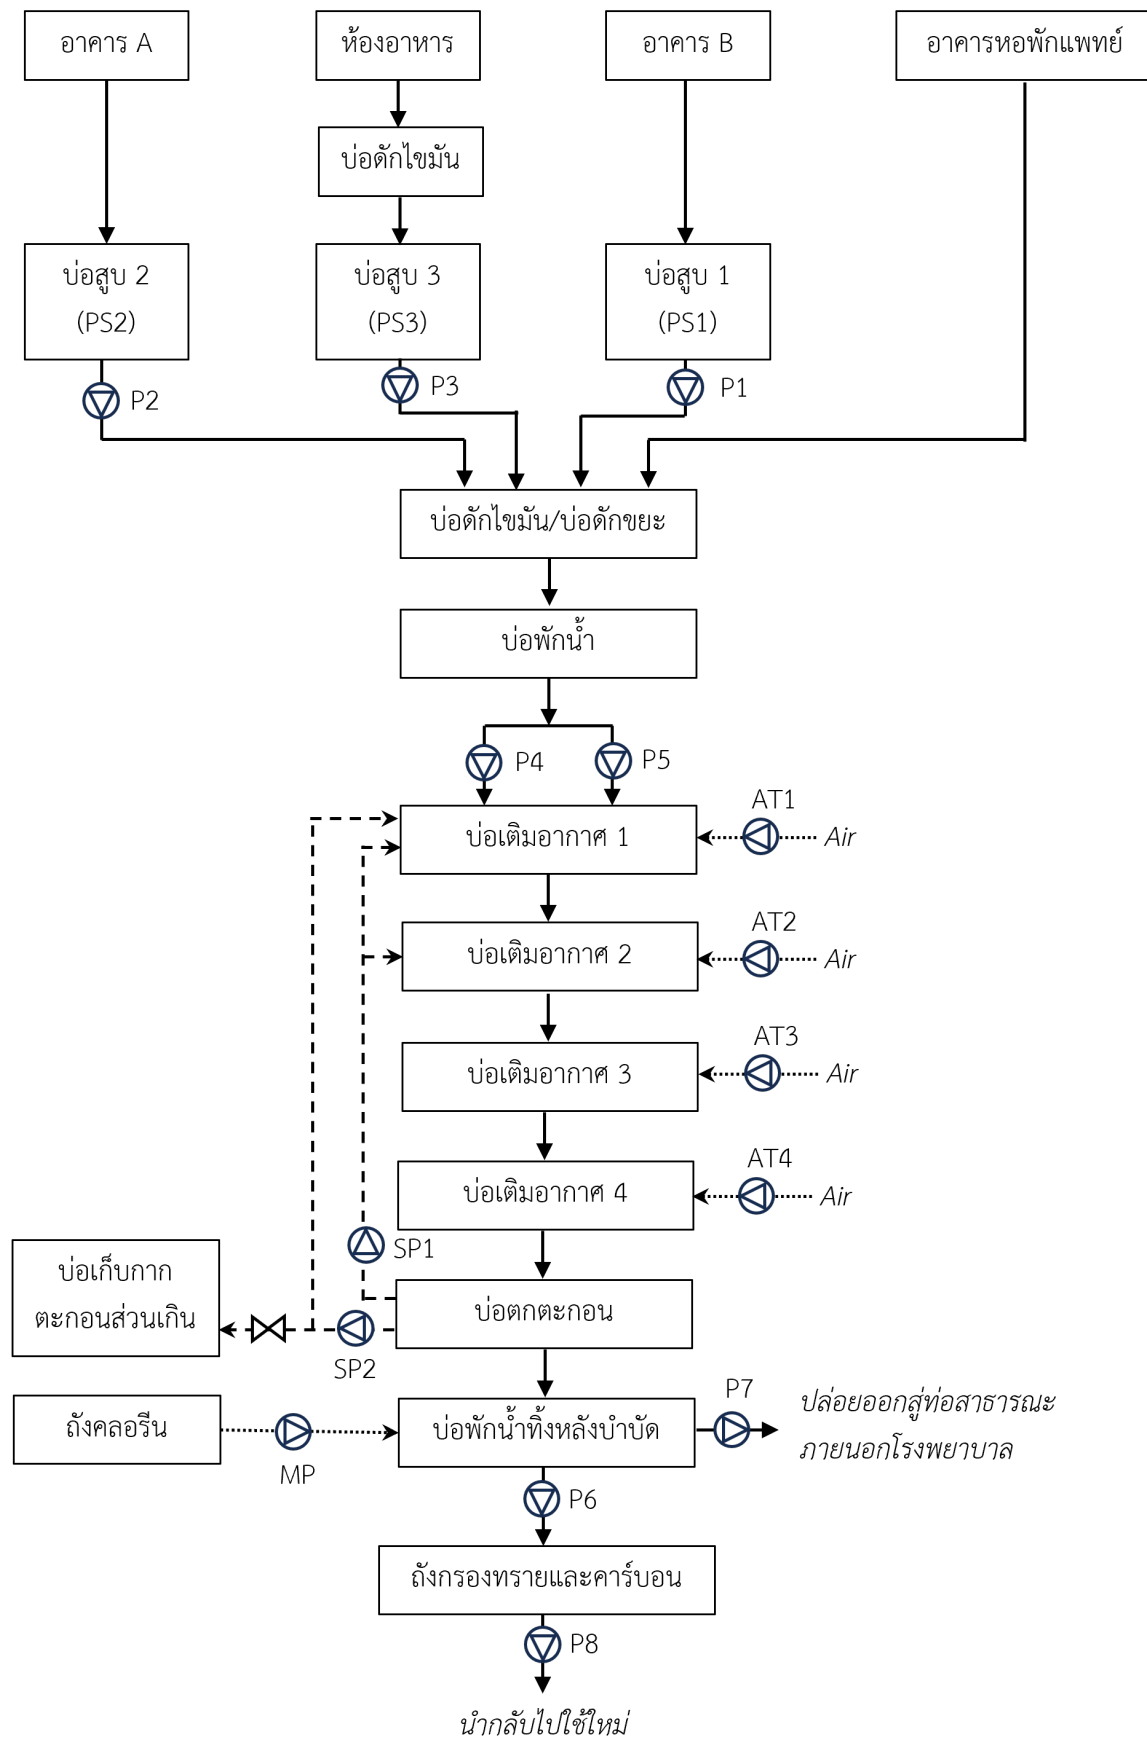 อาคาร A
ห้องอาหาร
อาคาร B
อาคารหอพักแพทย์
บ่อดักไขมัน
บ่อสูบ 2
(PS2)
บ่อสูบ 3
(PS3)
บ่อสูบ 1
(PS1)
P2
P3
P1
บ่อดักไขมัน/บ่อดักขยะ
บ่อพักน้ำ
P4
P5
บ่อเติมอากาศ 1
AT1
Air
บ่อเติมอากาศ 2
AT2
Air
บ่อเติมอากาศ 3
AT3
Air
บ่อเติมอากาศ 4
AT4
Air
SP1
บ่อเก็บกาก
ตะกอนส่วนเกิน
บ่อตกตะกอน
SP2
ถังคลอรีน
MP
บ่อพักน้ำทิ้งหลังบำบัด
P7
ปล่อยออกสู่ท่อสาธารณะ
ภายนอกโรงพยาบาล
P6
ถังกรองทรายและคาร์บอน
P8
นำกลับไปใช้ใหม่